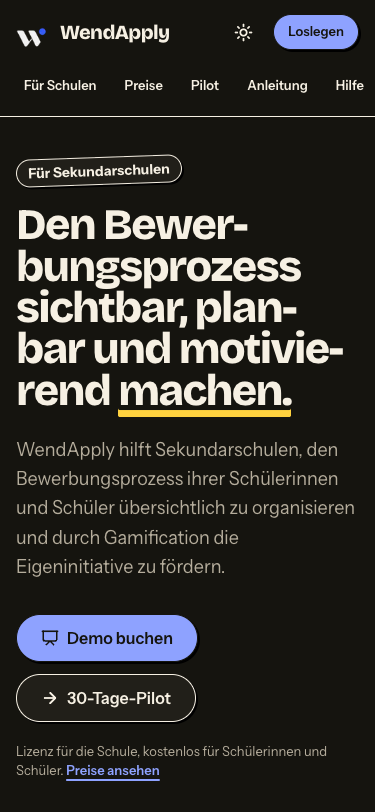 WendApply
Loslegen
Für Schulen Preise Pilot Anleitung Hilfe
Für Sekundarschulen
Den Bewer-
bungsprozess
sichtbar, plan-
bar und motivie-
rend machen.
WendApply hilft Sekundarschulen, den
Bewerbungsprozess ihrer Schülerinnen
und Schüler übersichtlich zu organisieren
und durch Gamification die
Eigeninitiative zu fördern.
Demo buchen
30-Tage-Pilot
Lizenz für die Schule, kostenlos für Schülerinnen und
Schüler. Preise ansehen